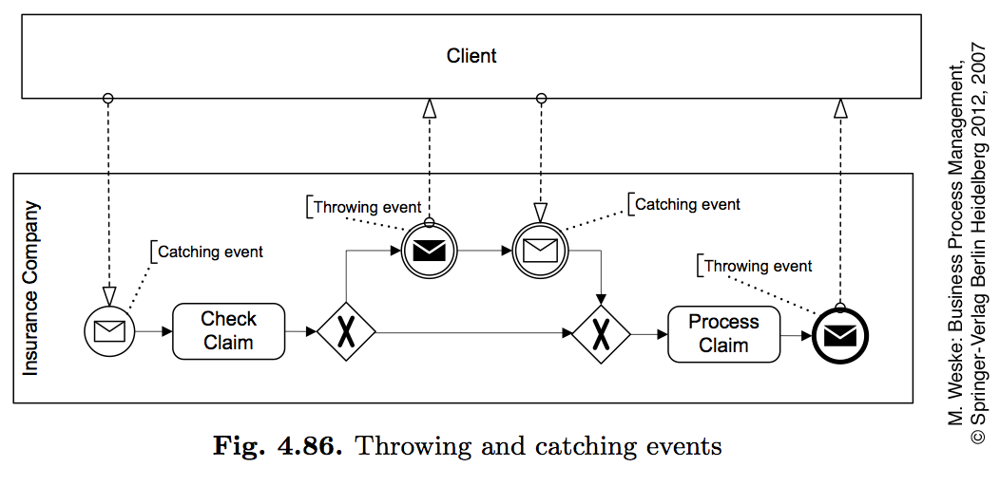 Client
Insurance Company
Throwing event
Catching event
Catching event
Throwing event
Check
Claim
X
X
Process
Claim
Fig. 4.86. Throwing and catching events
M. Weske: Business Process Management,
© Springer-Verlag Berlin Heidelberg 2012, 2007